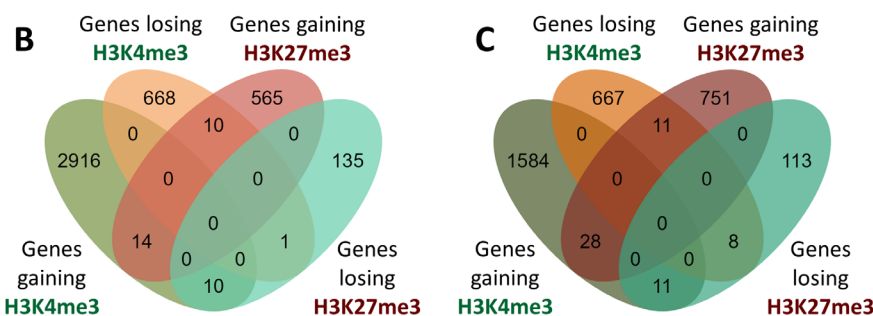 B
Genes losing
H3K4me3
Genes gaining
H3K27me3
668
565
0
10
0
2916
135
0
0
0
14
0
0
1
10
Genes
gaining
H3K4me3
Genes
losing
H3K27me3
C
Genes losing
H3K4me3
Genes gaining
H3K27me3
667
751
0
11
0
1584
113
0
0
0
28
0
0
8
11
Genes
gaining
H3K4me3
Genes
losing
H3K27me3